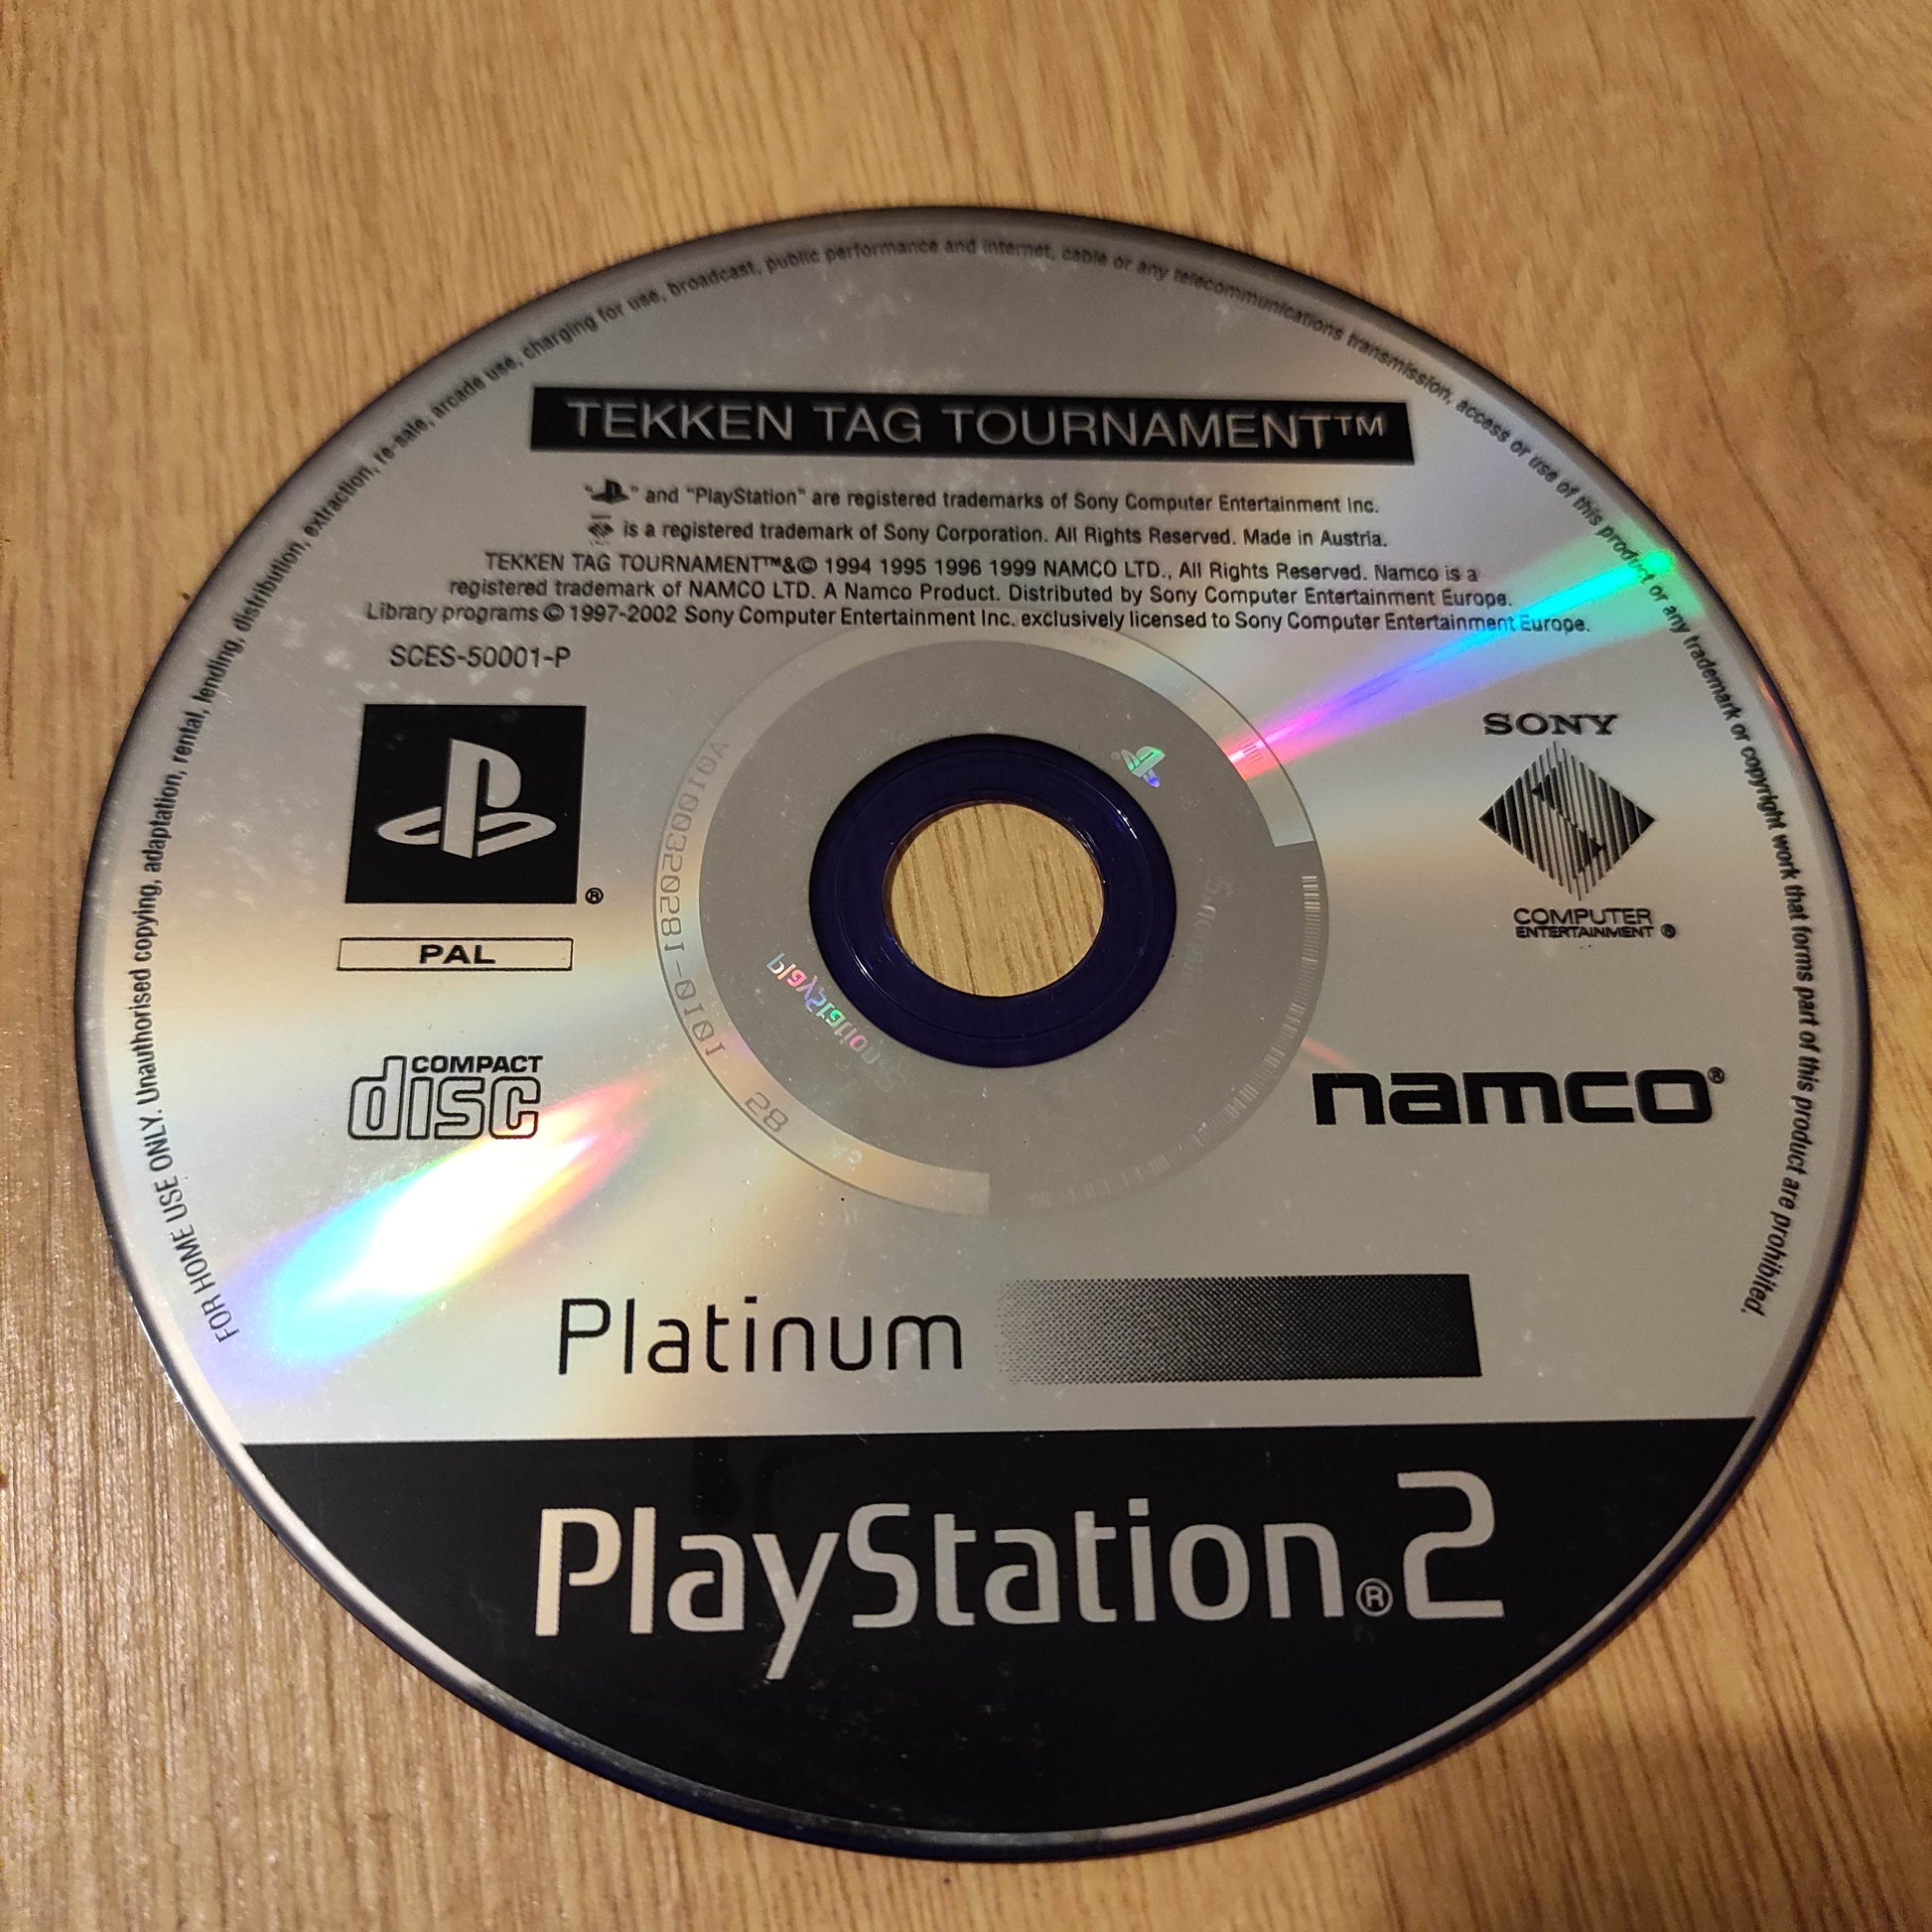 FOR HOME USE ONLY. Unauthorised copying, adaptation, rental, lending, distribution, extraction, re-sale, arcade use, charging for use, broadcast, public performance and internet, cable or any telecommunications transmission, access or use of this product or any trademark or copyright work that forms part of this product are prohibited.
TEKKEN TAG TOURNAMENT™
" " and "PlayStation" are registered trademarks of Sony Computer Entertainment Inc.
is a registered trademark of Sony Corporation. All Rights Reserved. Made in Austria.
TEKKEN TAG TOURNAMENT™&© 1994 1995 1996 1999 NAMCO LTD., All Rights Reserved. Namco is a
registered trademark of NAMCO LTD. A Namco Product. Distributed by Sony Computer Entertainment Europe.
Library programs © 1997-2002 Sony Computer Entertainment Inc. exclusively licensed to Sony Computer Entertainment Europe.
SCES-50001-P
®
PAL
SONY
COMPUTER
ENTERTAINMENT ®
A0100320281-010 101
82
PlayStation
COMPACT
disc
namco®
Platinum
PlayStation®2